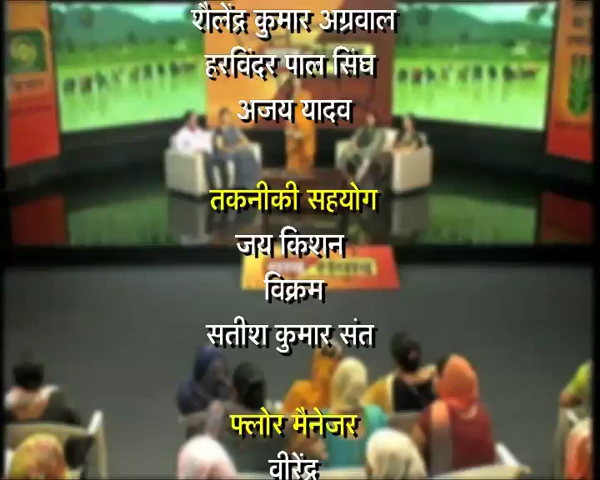 शैलेंद्र कुमार अग्रवाल
हरविंदर पाल सिंघ
अजय यादव
तकनीकी सहयोग
जय किशन
विक्रम
सतीश कुमार संत
फ्लोर मैनेजर
वीरेंद्र